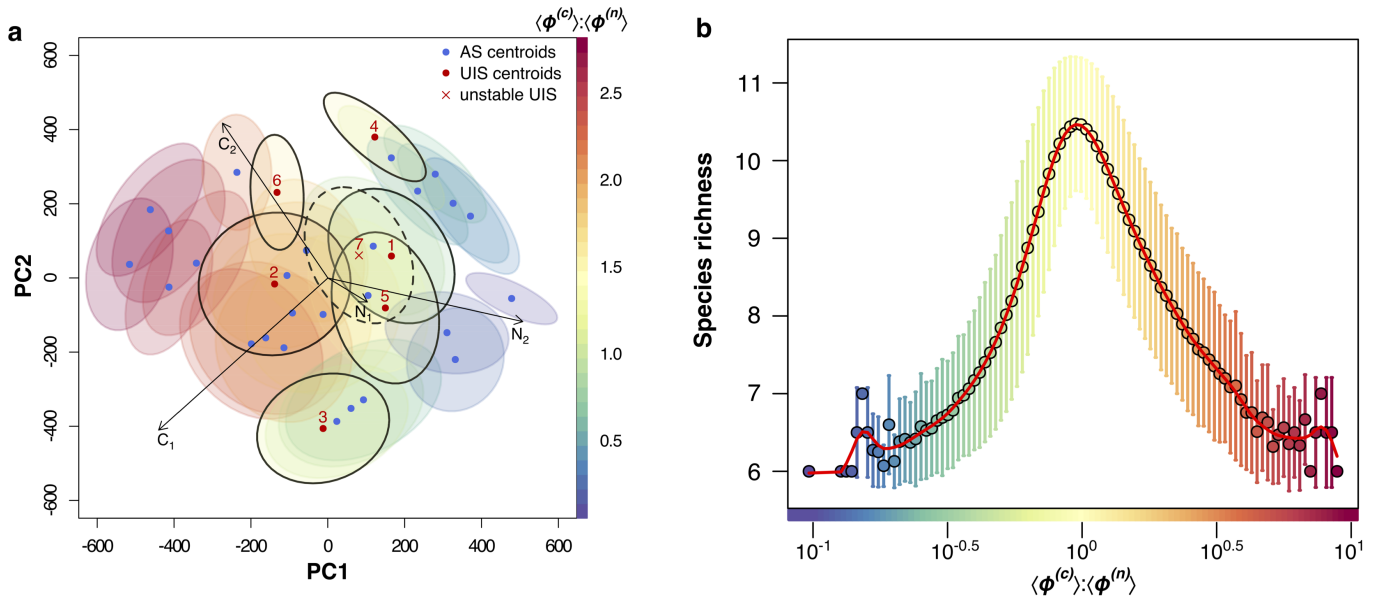 a
⟨ϕ(c)⟩:⟨ϕ(n)⟩
AS centroids
UIS centroids
unstable UIS
600
400
200
0
-200
-400
-600
PC2
C2
6
4
7
1
2
5
N1
N2
3
C1
-600
-400
-200
0
200
400
600
PC1
2.5
2.0
1.5
1.0
0.5
b
11
10
9
8
7
6
Species richness
10-1
10-0.5
100
100.5
101
⟨ϕ(c)⟩:⟨ϕ(n)⟩